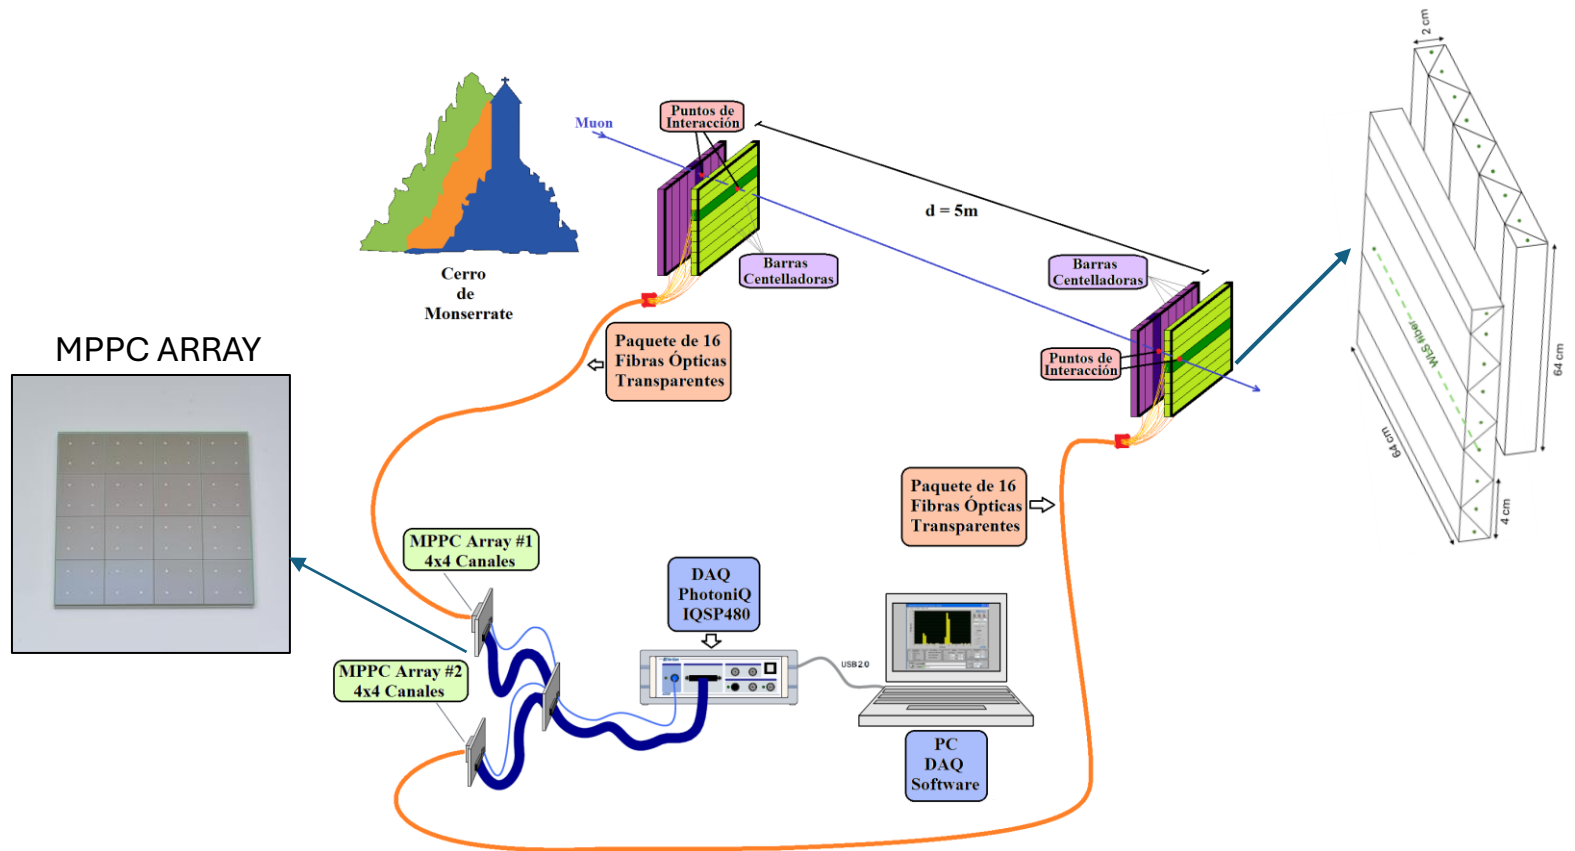 2 cm
Puntos de
Interacción
Muon
d = 5m
Barras
Centelladoras
Barras
Centelladoras
Cerro
de
Monserrate
MPPC ARRAY
Paquete de 16
Fibras Ópticas
Transparentes
Puntos de
Interacción
WLS fiber
64 cm
64 cm
4 cm
Paquete de 16
Fibras Ópticas
Transparentes
MPPC Array #1
4x4 Canales
DAQ
PhotoniQ
IQSP480
MPPC Array #2
4x4 Canales
USB 2.0
PC
DAQ
Software